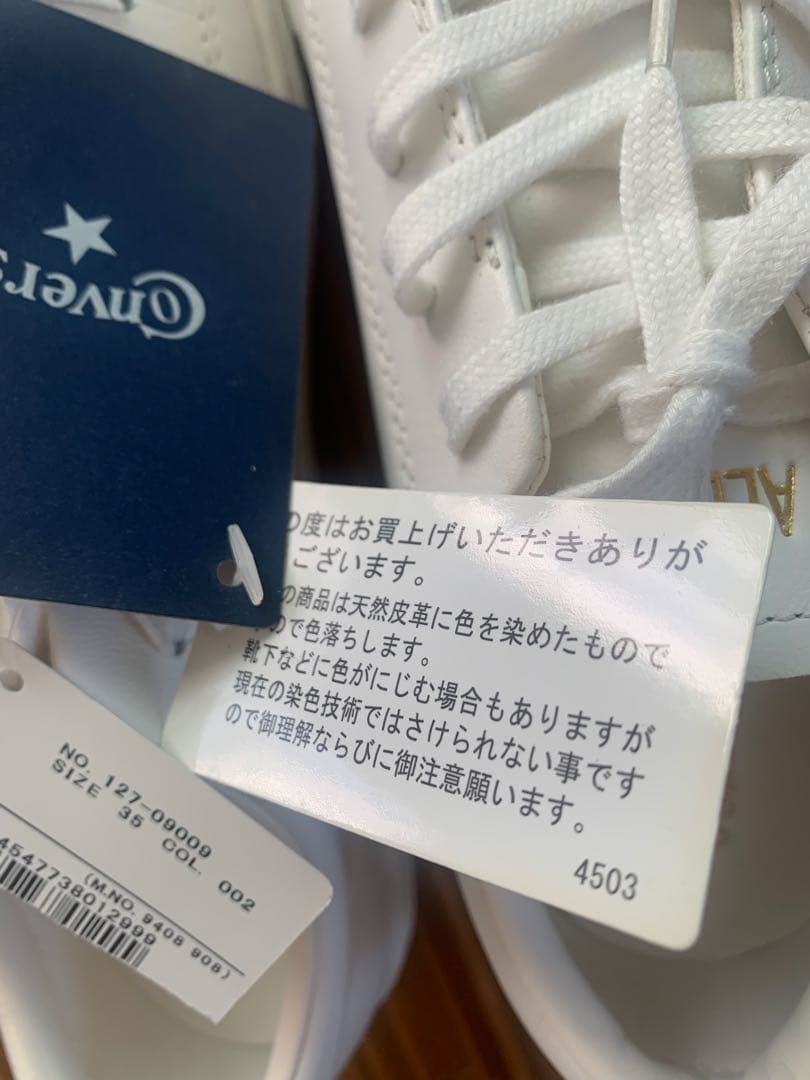 Convers
AL
の度はお買上げいただきありが
ございます。
の商品は天然皮革に色を染めたもので
ので色落ちします。
靴下などに色がにじむ場合もありますが
現在の染色技術ではさけられない事です
ので御理解ならびに御注意願います。
4503
NO. 127-09009
SIZE 35 COL. 002
(M.NO. 9408 908)
4547738012999